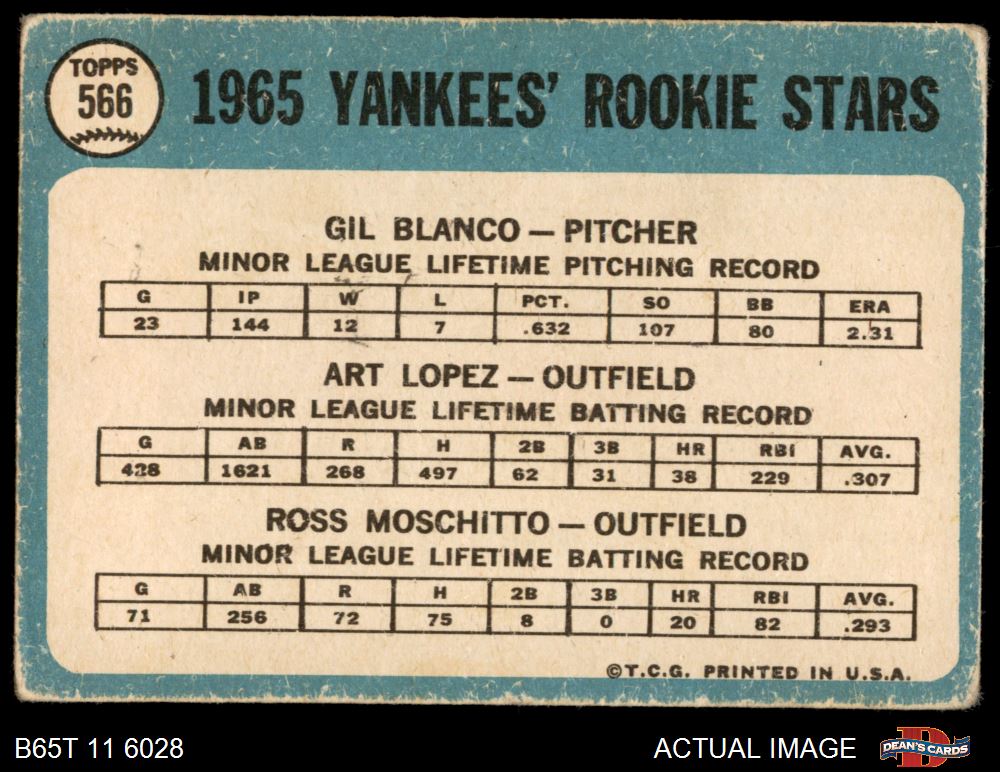 TOPPS
566
1965 YANKEES' ROOKIE STARS
GIL BLANCO — PITCHER
MINOR LEAGUE LIFETIME PITCHING RECORD
G IP W L PCT. SO BB ERA
23 144 12 7 .632 107 80 2.31
ART LOPEZ — OUTFIELD
MINOR LEAGUE LIFETIME BATTING RECORD
G AB R H 2B 3B HR RBI AVG.
428 1621 268 497 62 31 38 229 .307
ROSS MOSCHITTO — OUTFIELD
MINOR LEAGUE LIFETIME BATTING RECORD
G AB R H 2B 3B HR RBI AVG.
71 256 72 75 8 0 20 82 .293
©T.C.G. PRINTED IN U.S.A.
B65T 11 6028
ACTUAL IMAGE
D
DEAN'S CARDS